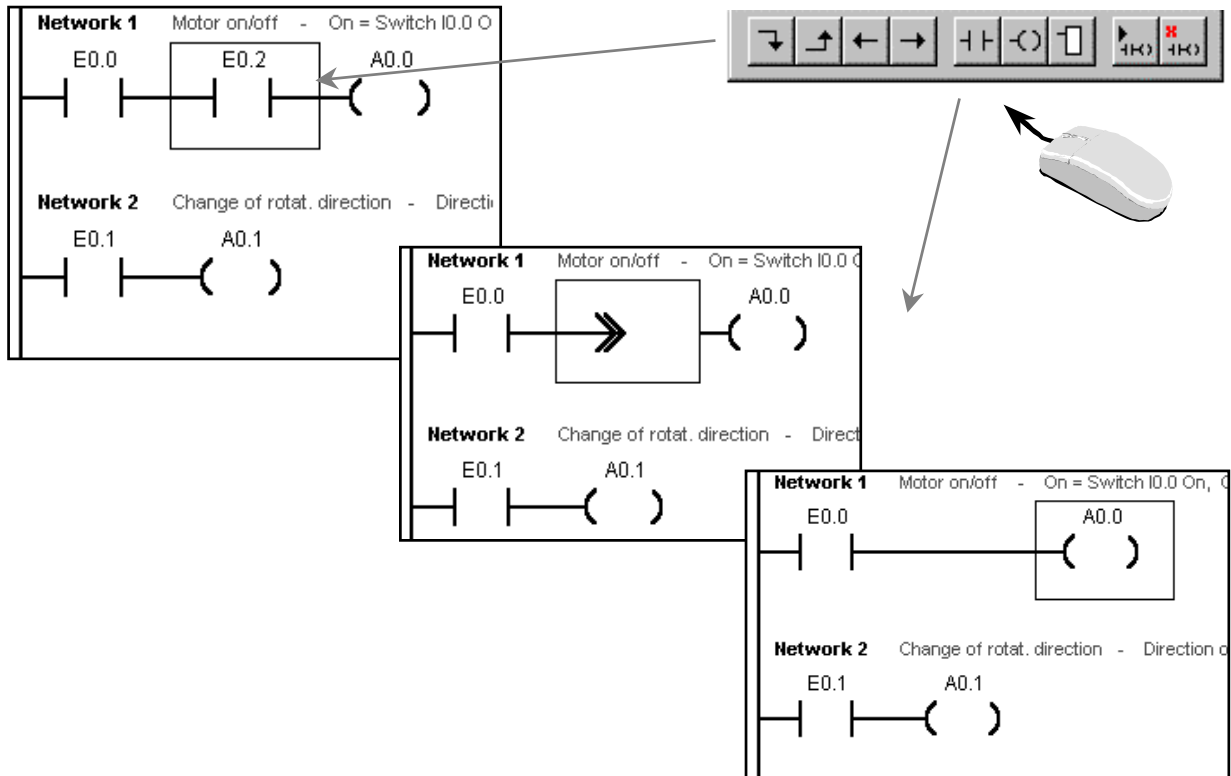 Network 1 Motor on/off - On = Switch I0.0 O
E0.0 E0.2 A0.0
Network 2 Change of rotat. direction - Directi
E0.1 A0.1
Network 1 Motor on/off - On = Switch I0.0
E0.0 A0.0
Network 2 Change of rotat. direction - Direct
E0.1 A0.1
Network 1 Motor on/off - On = Switch I0.0 On,
E0.0 A0.0
Network 2 Change of rotat. direction - Direction o
E0.1 A0.1